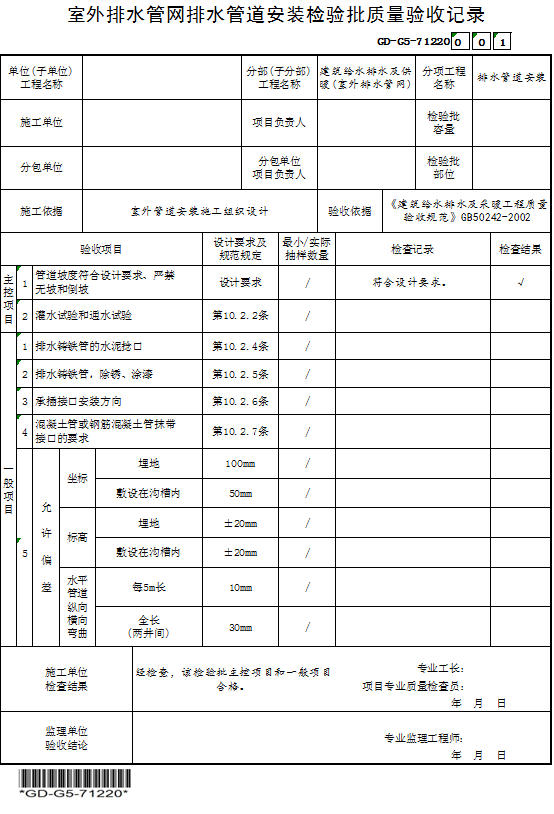 室外排水管网排水管道安装检验批质量验收记录
GD-G5-71220 0 0 1
单位(子单位)
工程名称
分部(子分部)
工程名称
建筑给水排水及供
暖(室外排水管网)
分项工程
名称
排水管道安装
施工单位
项目负责人
检验批
容量
分包单位
分包单位
项目负责人
检验批
部位
施工依据
室外管道安装施工组织设计
验收依据
《建筑给水排水及采暖工程质量
验收规范》GB50242-2002
验收项目
设计要求及
规范规定
最小/实际
抽样数量
检查记录
检查结果
主控项目
1
管道坡度符合设计要求、严禁
无坡和倒坡
设计要求
/
符合设计要求。
√
2
灌水试验和通水试验
第10.2.2条
/
一般项目
1
排水铸铁管的水泥捻口
第10.2.4条
/
2
排水铸铁管，除锈、涂漆
第10.2.5条
/
3
承插接口安装方向
第10.2.6条
/
4
混凝土管或钢筋混凝土管抹带
接口的要求
第10.2.7条
/
5
允许偏差
坐标
埋地
100mm
/
敷设在沟槽内
50mm
/
标高
埋地
±20mm
/
敷设在沟槽内
±20mm
/
水平
管道
纵向
横向
弯曲
每5m长
10mm
/
全长
(两井间)
30mm
/
施工单位
检查结果
经检查，该检验批主控项目和一般项目
合格。
专业工长：
项目专业质量检查员：
年 月 日
监理单位
验收结论
专业监理工程师：
年 月 日
*GD-G5-71220*